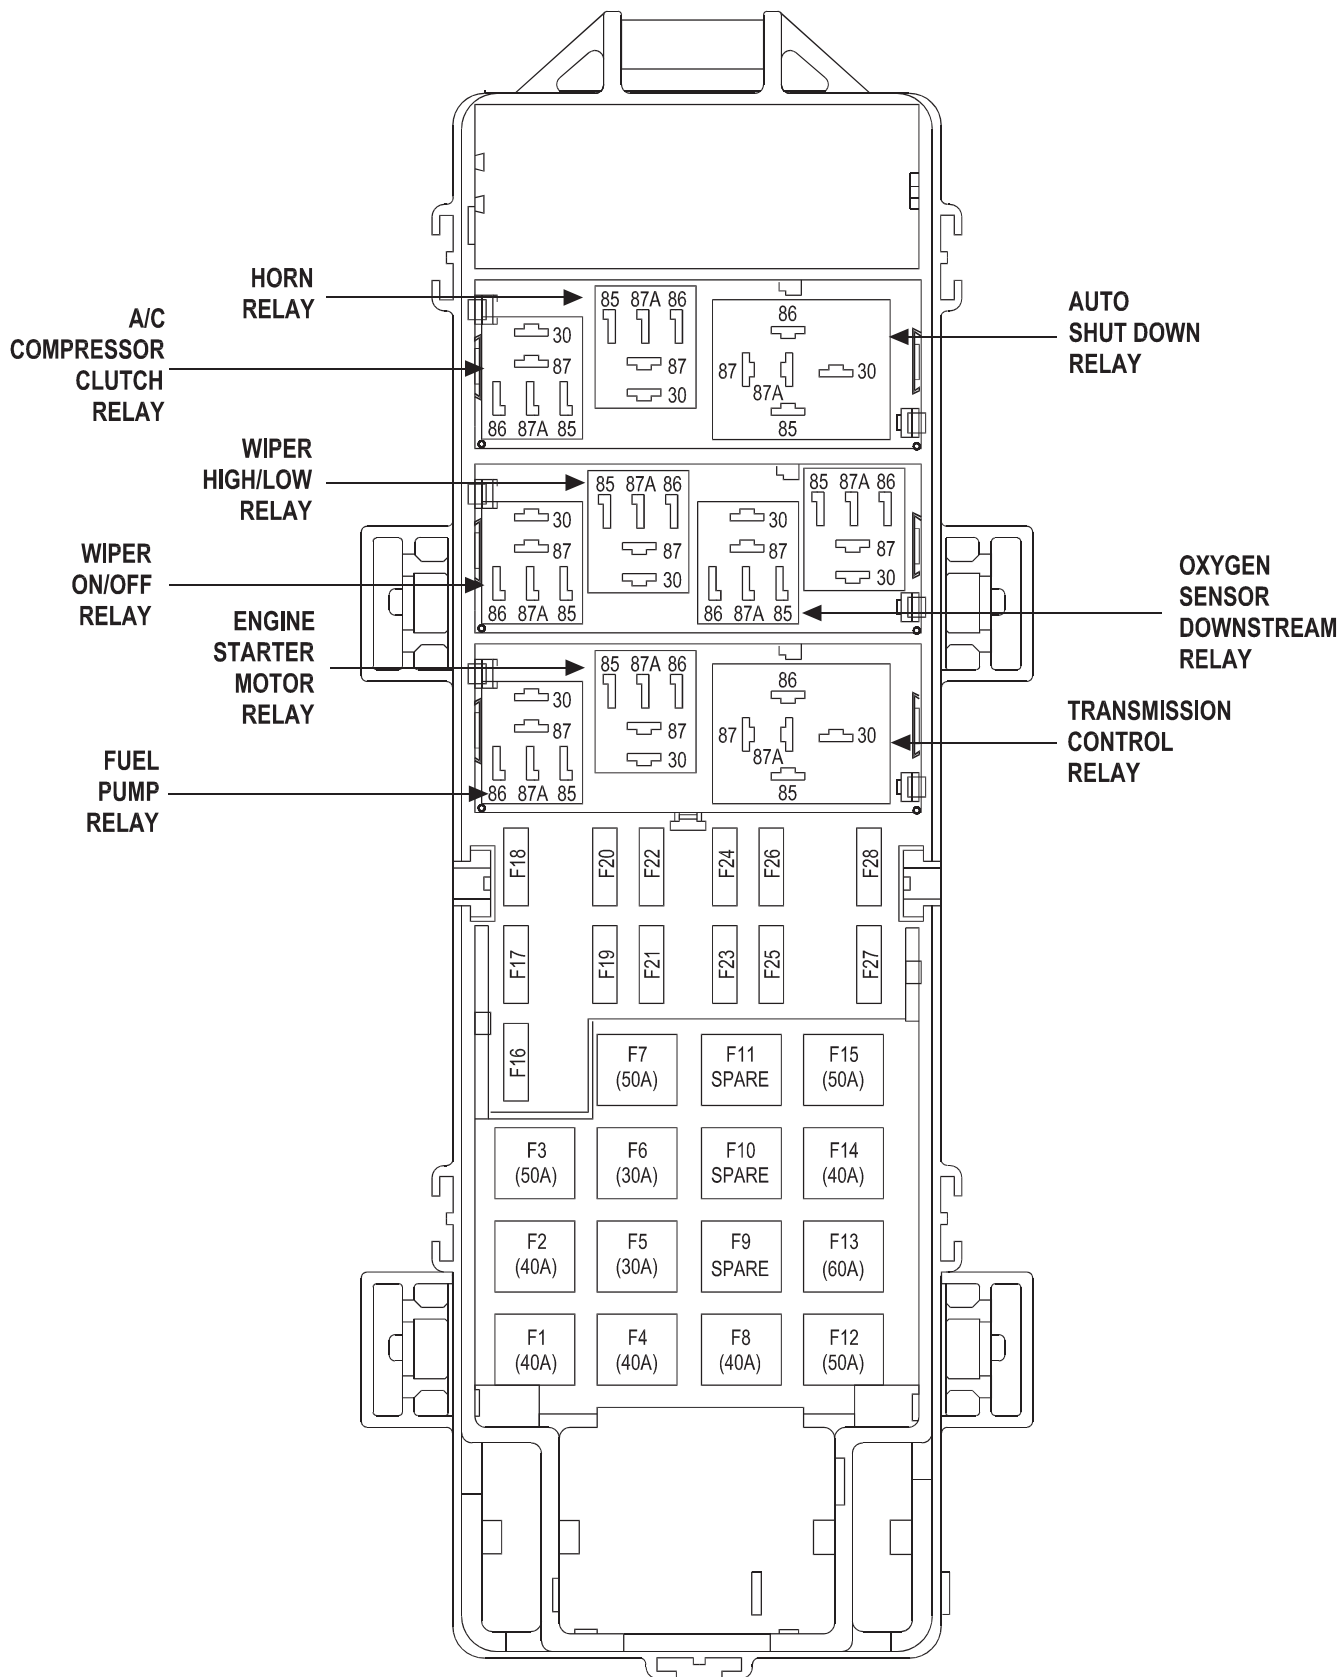 HORN
RELAY
A/C
COMPRESSOR
CLUTCH
RELAY
AUTO
SHUT DOWN
RELAY
85 87A 86
87
30
30
87
86 87A 85
86
87
87A
30
85
WIPER
HIGH/LOW
RELAY
WIPER
ON/OFF
RELAY
OXYGEN
SENSOR
DOWNSTREAM
RELAY
85 87A 86
87
30
30
87
86 87A 85
30
87
86 87A 85
85 87A 86
87
30
ENGINE
STARTER
MOTOR
RELAY
FUEL
PUMP
RELAY
TRANSMISSION
CONTROL
RELAY
85 87A 86
87
30
30
87
86 87A 85
86
87
87A
30
85
F18
F20
F22
F24
F26
F28
F17
F19
F21
F23
F25
F27
F16
F7
(50A)
F11
SPARE
F15
(50A)
F3
(50A)
F6
(30A)
F10
SPARE
F14
(40A)
F2
(40A)
F5
(30A)
F9
SPARE
F13
(60A)
F1
(40A)
F4
(40A)
F8
(40A)
F12
(50A)